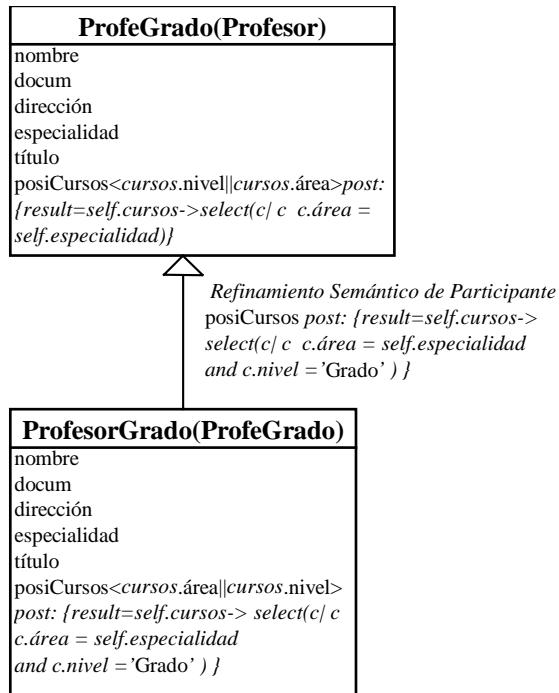 ProfeGrado(Profesor)
nombre
docum
dirección
especialidad
título
posiCursos<cursos.nivel||cursos.área>post:
{result=self.cursos->select(c| c  c.área =
self.especialidad)}
Refinamiento Semántico de Participante
posiCursos post: {result=self.cursos->
select(c| c  c.área = self.especialidad
and c.nivel =’Grado’ ) }
ProfesorGrado(ProfeGrado)
nombre
docum
dirección
especialidad
título
posiCursos<cursos.área||cursos.nivel>
post: {result=self.cursos-> select(c| c
c.área = self.especialidad
and c.nivel =’Grado’ ) }